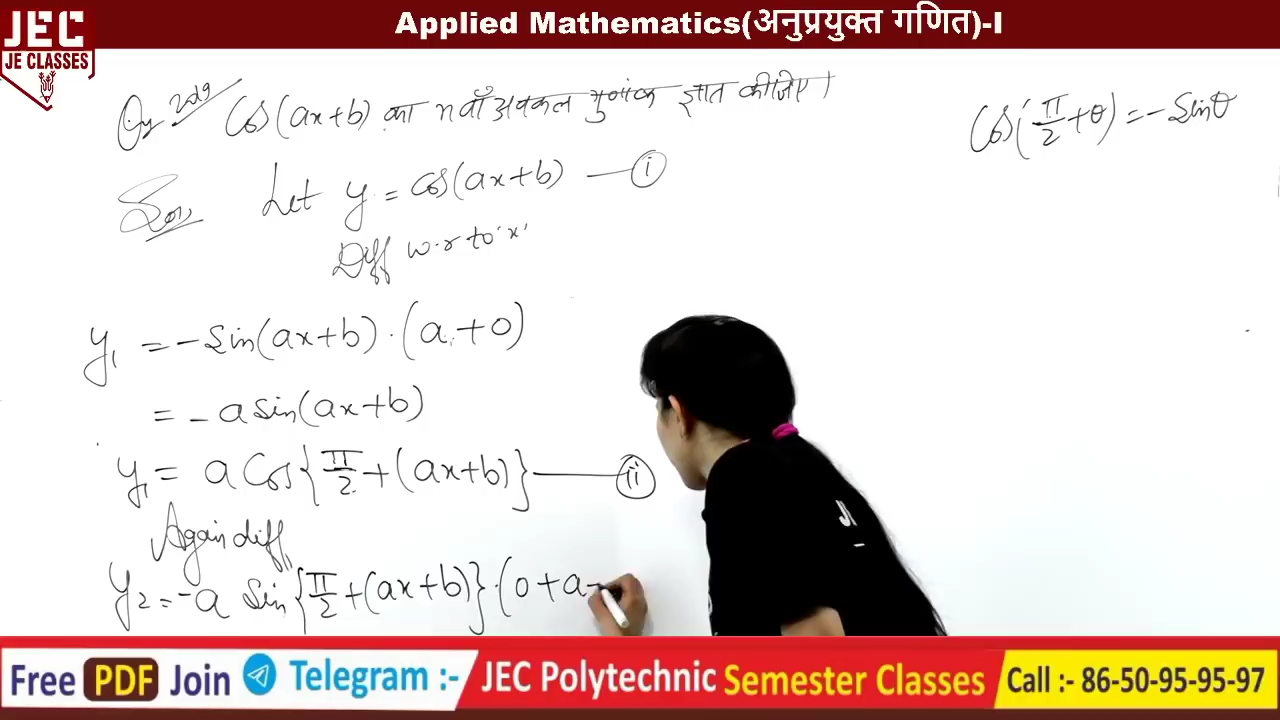 JEC
JE CLASSES
Applied Mathematics(अनुप्रयुक्त गणित)-I
Qy 2019 Cos(ax+b) का nवाँ अवकल गुणांक ज्ञात कीजिए।
Cos(π/2+θ)=-Sinθ
Soln Let y = cos(ax+b) — (i)
Diff w.r to 'x'
y₁ = -Sin(ax+b)·(a.+0)
= -a sin(ax+b)
y₁ = a Cos{π/2+(ax+b)} — (ii)
Again diff,
y₂=-a Sin{π/2+(ax+b)}·(0+a+
Free PDF Join Telegram :- JEC Polytechnic Semester Classes Call :- 86-50-95-95-97